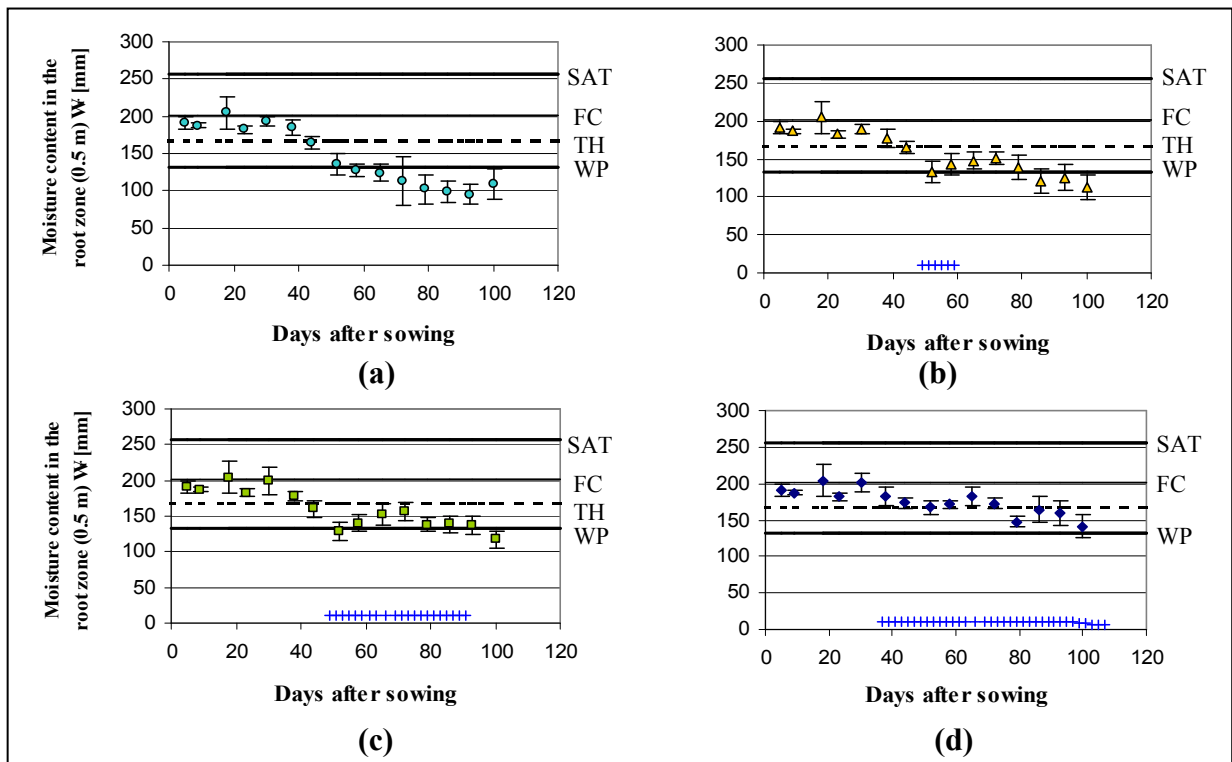 Moisture content in the
root zone (0.5 m) W [mm]
300
250
200
150
100
50
0
0 20 40 60 80 100 120
SAT
FC
TH
WP
Days after sowing
(a)
300
250
200
150
100
50
0
0 20 40 60 80 100 120
SAT
FC
TH
WP
Days after sowing
(b)
Moisture content in the
root zone (0.5 m) W [mm]
300
250
200
150
100
50
0
0 20 40 60 80 100 120
SAT
FC
TH
WP
Days after sowing
(c)
300
250
200
150
100
50
0
0 20 40 60 80 100 120
SAT
FC
WP
Days after sowing
(d)